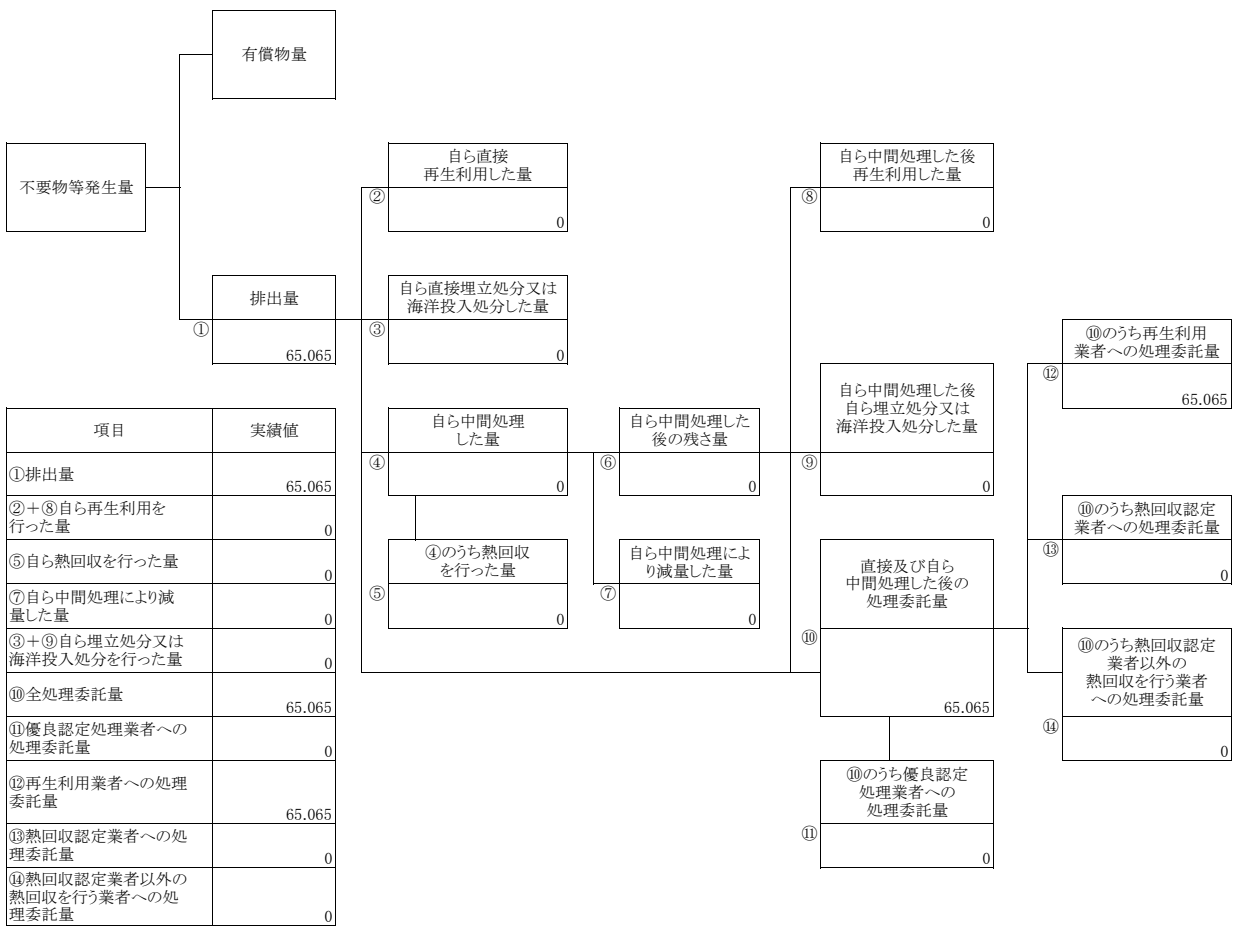 有償物量
不要物等発生量
自ら直接
再生利用した量
②
0
自ら中間処理した後
再生利用した量
⑧
0
排出量
①
65.065
自ら直接埋立処分又は
海洋投入処分した量
③
0
⑩のうち再生利用
業者への処理委託量
⑫
65.065
自ら中間処理
した量
④
0
自ら中間処理した
後の残さ量
⑥
0
自ら中間処理した後
自ら埋立処分又は
海洋投入処分した量
⑨
0
⑩のうち熱回収認定
業者への処理委託量
⑬
0
④のうち熱回収
を行った量
⑤
0
自ら中間処理によ
り減量した量
⑦
0
直接及び自ら
中間処理した後の
処理委託量
⑩
65.065
⑩のうち熱回収認定
業者以外の
熱回収を行う業者
への処理委託量
⑭
0
⑩のうち優良認定
処理業者への
処理委託量
⑪
0
項目 実績値
①排出量
65.065
②＋⑧自ら再生利用を
行った量
0
⑤自ら熱回収を行った量
0
⑦自ら中間処理により減
量した量
0
③＋⑨自ら埋立処分又は
海洋投入処分を行った量
0
⑩全処理委託量
65.065
⑪優良認定処理業者への
処理委託量
0
⑫再生利用業者への処理
委託量
65.065
⑬熱回収認定業者への処
理委託量
0
⑭熱回収認定業者以外の
熱回収を行う業者への処
理委託量
0